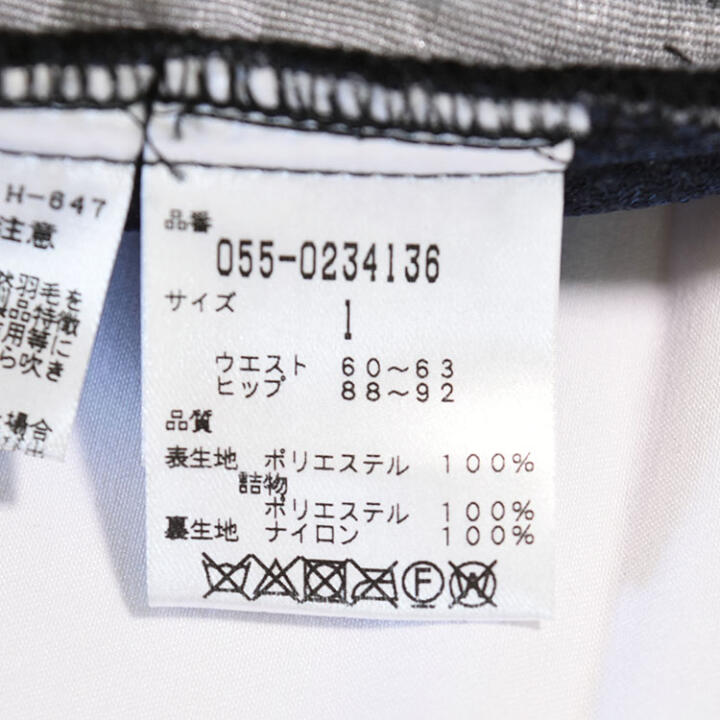 H-647
注意
然羽毛を
製品特徴
用等に
ら吹き
場合
品番
055-0234136
サイズ
1
ウエスト 60～63
ヒップ 88～92
品質
表生地 ポリエステル 100%
詰物
ポリエステル 100%
裏生地 ナイロン 100%
F
W